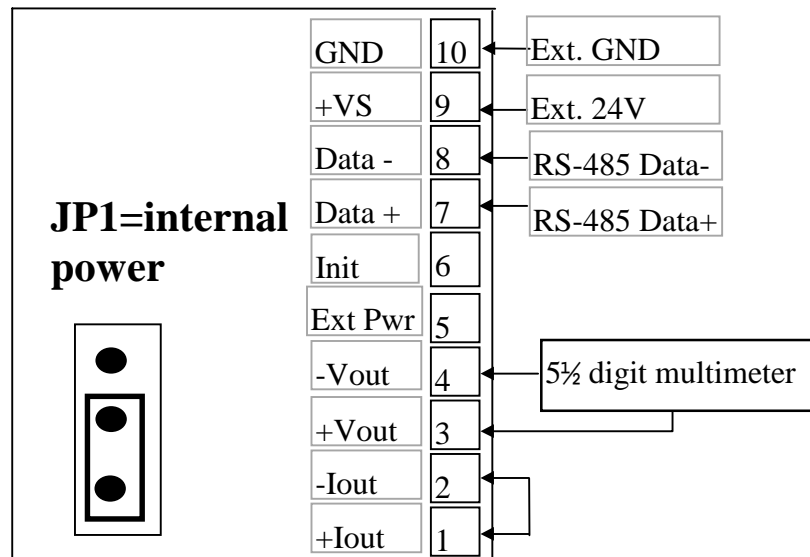 GND 10 Ext. GND
+VS 9 Ext. 24V
Data - 8 RS-485 Data-
Data + 7 RS-485 Data+
JP1=internal
power
Init 6
Ext Pwr 5
-Vout 4 5½ digit multimeter
+Vout 3
-Iout 2
+Iout 1